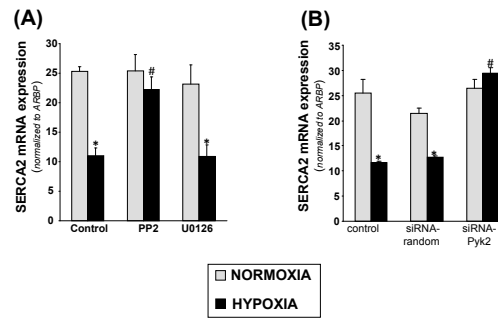 (A)
SERCA2 mRNA expression
(normalized to ARBP)
30
25
20
15
10
5
0
*
#
*
Control PP2 U0126
(B)
SERCA2 mRNA expression
(normalized to ARBP)
35
30
25
20
15
10
5
0
*
*
#
control siRNA-random siRNA-Pyk2
NORMOXIA
HYPOXIA